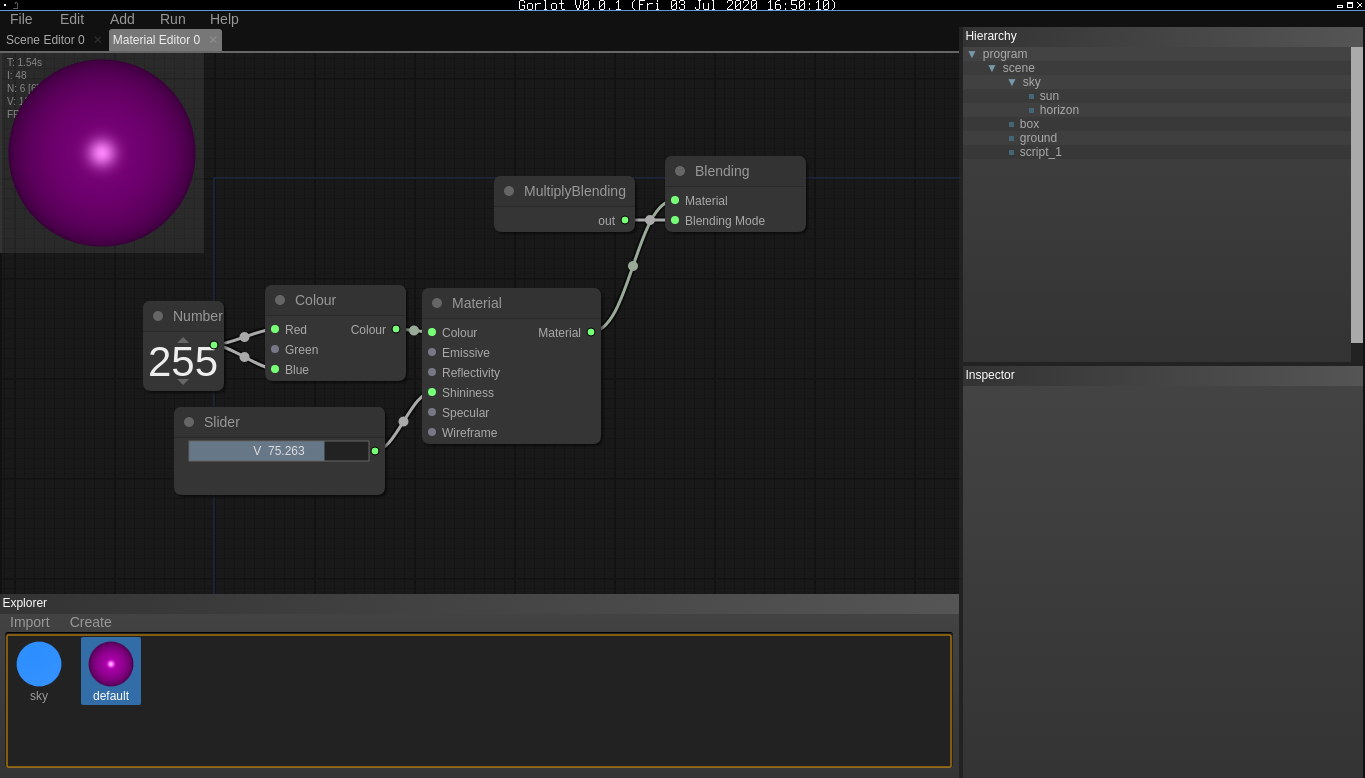 Gorlot V0.0.1 (Fri 03 Jul 2020 16:50:10)
File Edit Add Run Help
Scene Editor 0 × Material Editor 0 ×
T: 1.54s
I: 48
N: 6 [6
V: 1
FP
MultiplyBlending
out
Blending
Material
Blending Mode
Number
255
Colour
Red Colour
Green
Blue
Material
Colour Material
Emissive
Reflectivity
Shininess
Specular
Wireframe
Slider
V 75.263
Explorer
Import Create
sky default
Hierarchy
program
scene
sky
sun
horizon
box
ground
script_1
Inspector